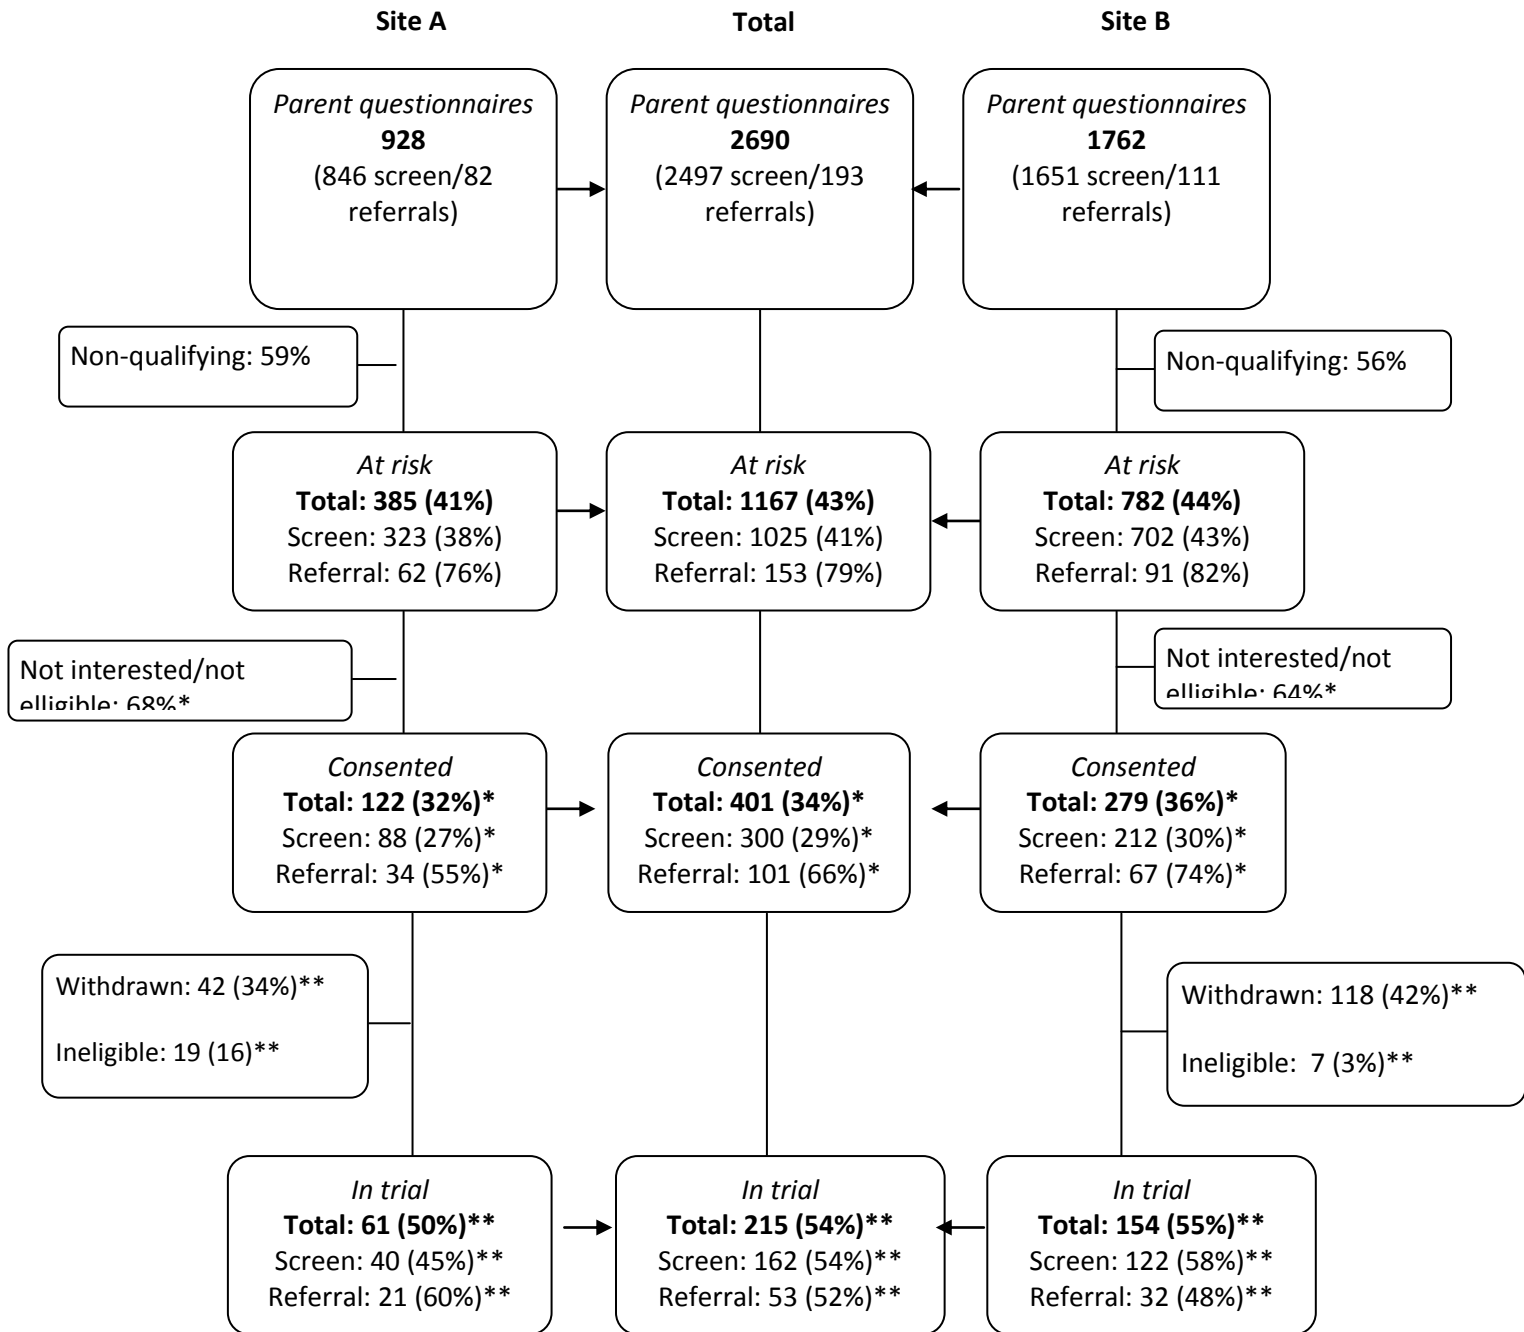 Site A
Total
Site B
Parent questionnaires
928
(846 screen/82
referrals)
Parent questionnaires
2690
(2497 screen/193
referrals)
Parent questionnaires
1762
(1651 screen/111
referrals)
Non-qualifying: 59%
Non-qualifying: 56%
At risk
Total: 385 (41%)
Screen: 323 (38%)
Referral: 62 (76%)
At risk
Total: 1167 (43%)
Screen: 1025 (41%)
Referral: 153 (79%)
At risk
Total: 782 (44%)
Screen: 702 (43%)
Referral: 91 (82%)
Not interested/not
elligible: 68%*
Not interested/not
elligible: 64%*
Consented
Total: 122 (32%)*
Screen: 88 (27%)*
Referral: 34 (55%)*
Consented
Total: 401 (34%)*
Screen: 300 (29%)*
Referral: 101 (66%)*
Consented
Total: 279 (36%)*
Screen: 212 (30%)*
Referral: 67 (74%)*
Withdrawn: 42 (34%)**
Ineligible: 19 (16)**
Withdrawn: 118 (42%)**
Ineligible: 7 (3%)**
In trial
Total: 61 (50%)**
Screen: 40 (45%)**
Referral: 21 (60%)**
In trial
Total: 215 (54%)**
Screen: 162 (54%)**
Referral: 53 (52%)**
In trial
Total: 154 (55%)**
Screen: 122 (58%)**
Referral: 32 (48%)**